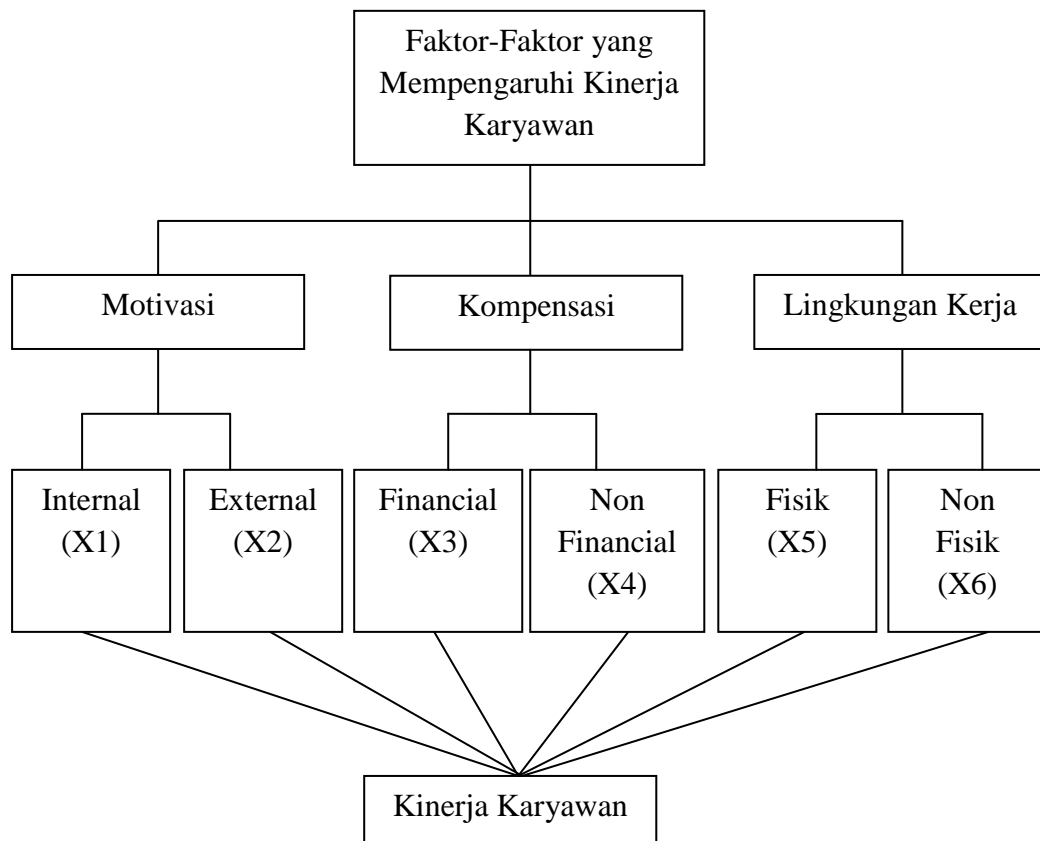 Faktor-Faktor yang
Mempengaruhi Kinerja
Karyawan
Motivasi
Kompensasi
Lingkungan Kerja
Internal
(X1)
External
(X2)
Financial
(X3)
Non
Financial
(X4)
Fisik
(X5)
Non
Fisik
(X6)
Kinerja Karyawan